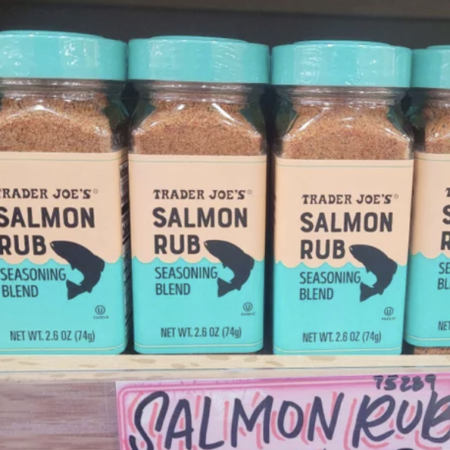 TRADER JOE'S®
SALMON
RUB
SEASONING
BLEND
NET WT. 2.6 OZ (74g)
TRADER JOE'S®
SALMON
RUB
SEASONING
BLEND
NET WT. 2.6 OZ (74g)
TRADER JOE'S®
SALMON
RUB
SEASONING
BLEND
NET WT. 2.6 OZ (74g)
75289
SALMON RUB